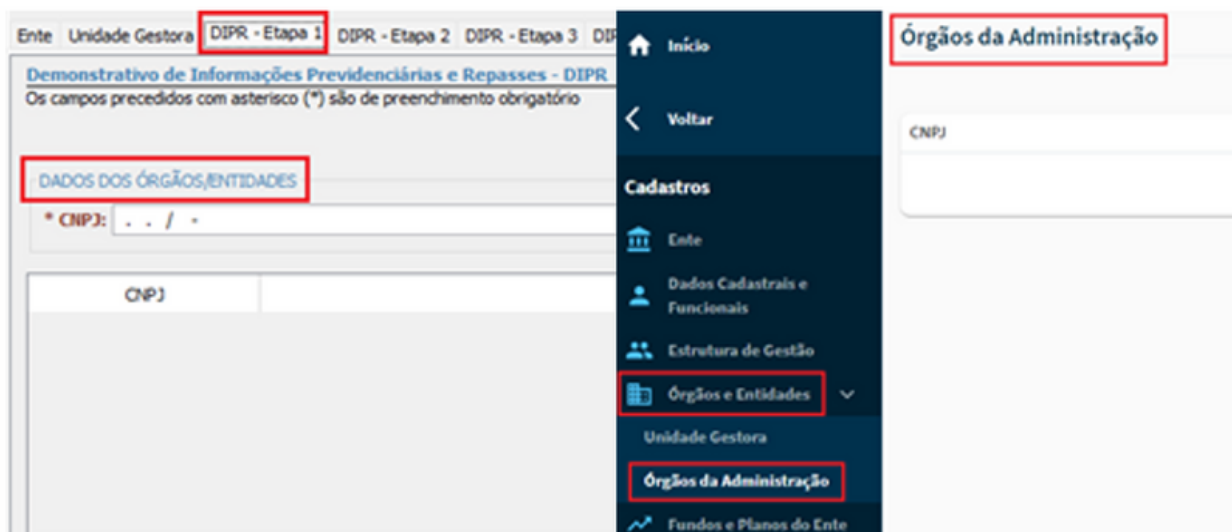 Ente Unidade Gestora DIPR - Etapa 1 DIPR - Etapa 2 DIPR - Etapa 3 DIP
Demonstrativo de Informações Previdenciárias e Repasses - DIPR
Os campos precedidos com asterisco (*) são de preenchimento obrigatório
DADOS DOS ÓRGÃOS/ENTIDADES
* CNPJ: . . / -
CNPJ
Início
Voltar
Cadastros
Ente
Dados Cadastrais e
Funcionais
Estrutura de Gestão
Órgãos e Entidades
Unidade Gestora
Órgãos da Administração
Fundos e Planos do Ente
Órgãos da Administração
CNPJ